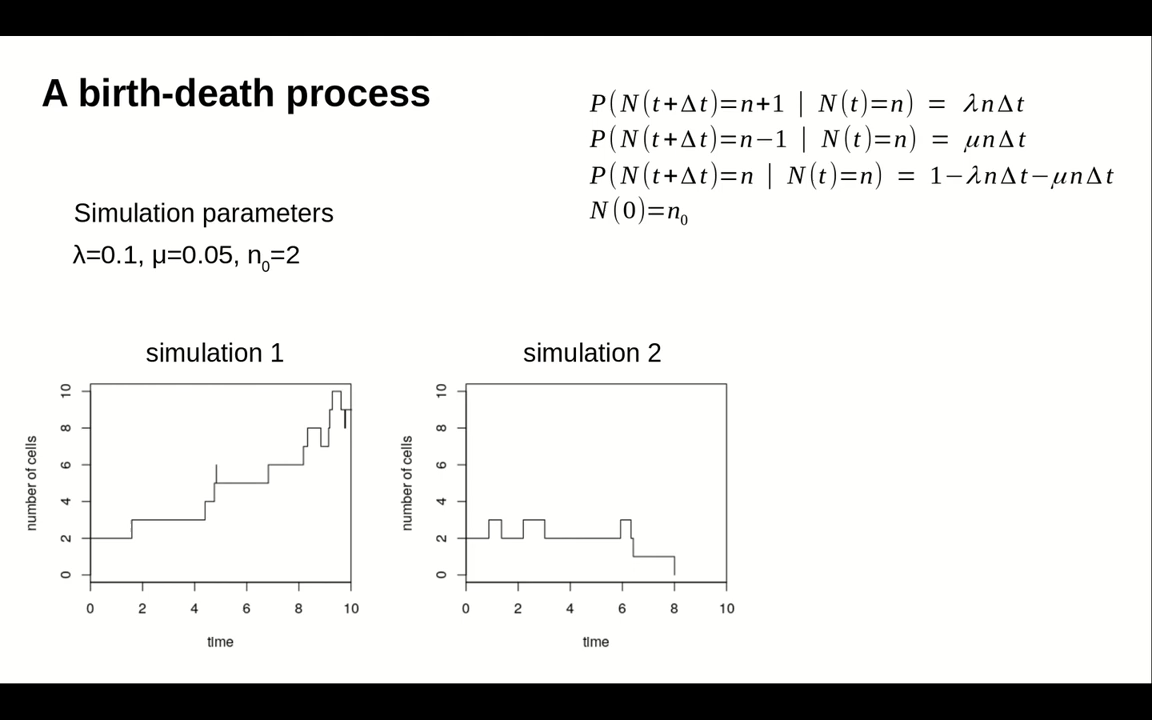 A birth-death process
P(N(t+Δt)=n+1 | N(t)=n) = λnΔt
P(N(t+Δt)=n−1 | N(t)=n) = μnΔt
P(N(t+Δt)=n | N(t)=n) = 1−λnΔt−μnΔt
N(0)=n₀
Simulation parameters
λ=0.1, μ=0.05, n₀=2
simulation 1
number of cells
10
8
6
4
2
0
0 2 4 6 8 10
time
simulation 2
number of cells
10
8
6
4
2
0
0 2 4 6 8 10
time